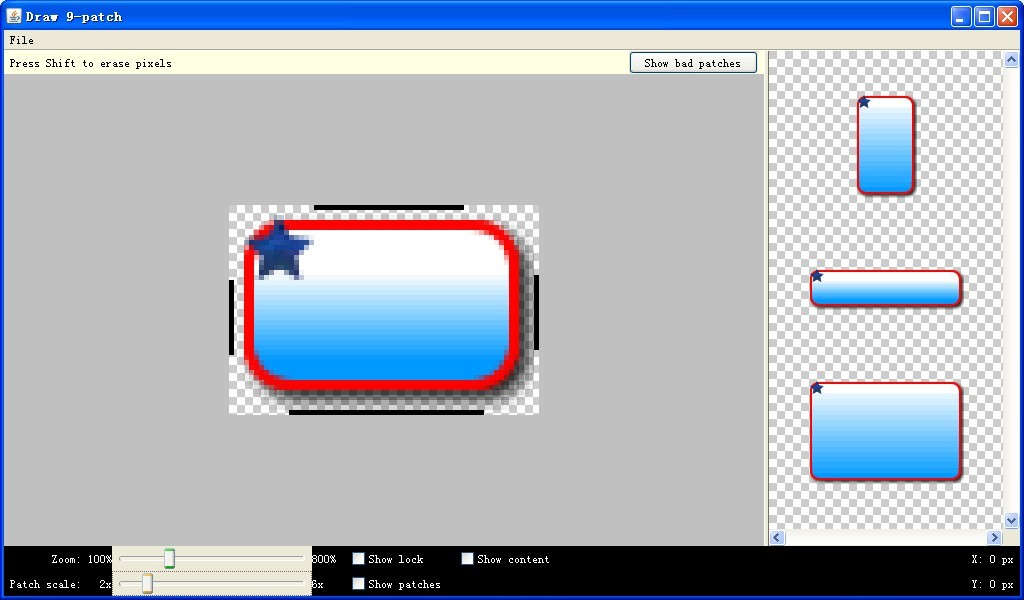 Draw 9-patch
File
Press Shift to erase pixels
Show bad patches
Zoom: 100% 800% Show lock Show content X: 0 px
Patch scale: 2x 6x Show patches Y: 0 px